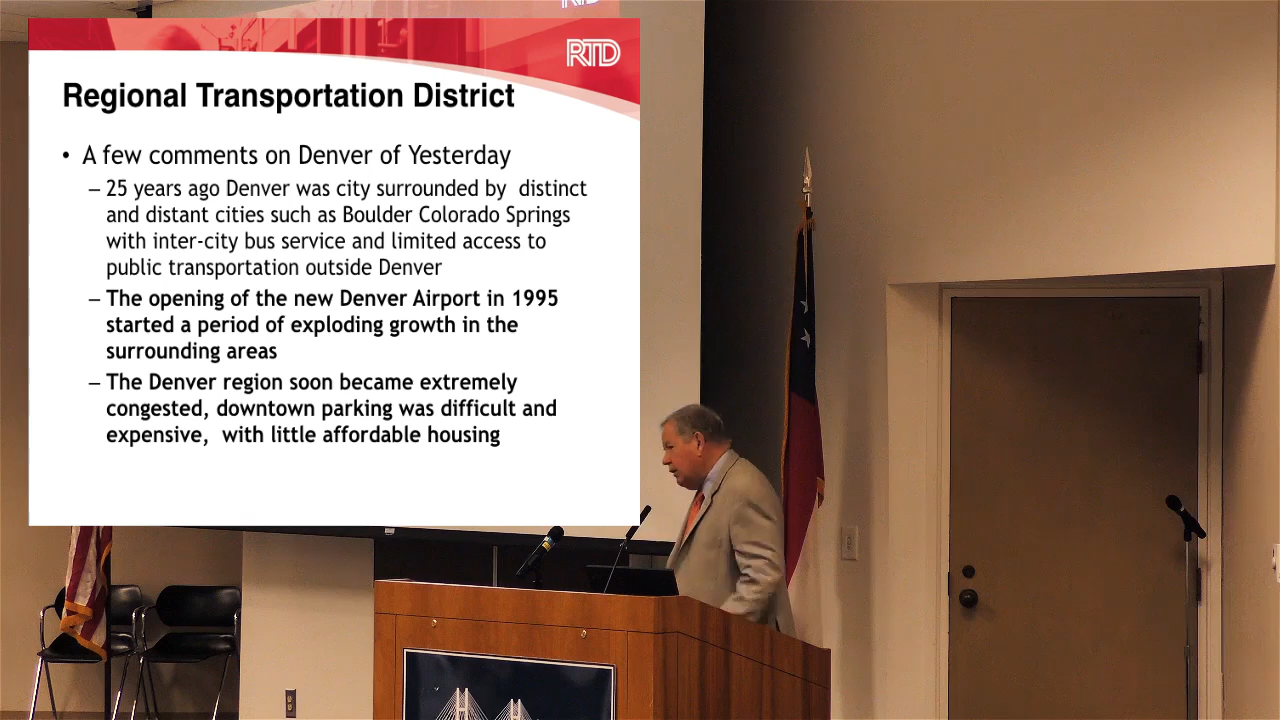 RTD
Regional Transportation District
• A few comments on Denver of Yesterday
– 25 years ago Denver was city surrounded by distinct
and distant cities such as Boulder Colorado Springs
with inter-city bus service and limited access to
public transportation outside Denver
– The opening of the new Denver Airport in 1995
started a period of exploding growth in the
surrounding areas
– The Denver region soon became extremely
congested, downtown parking was difficult and
expensive, with little affordable housing